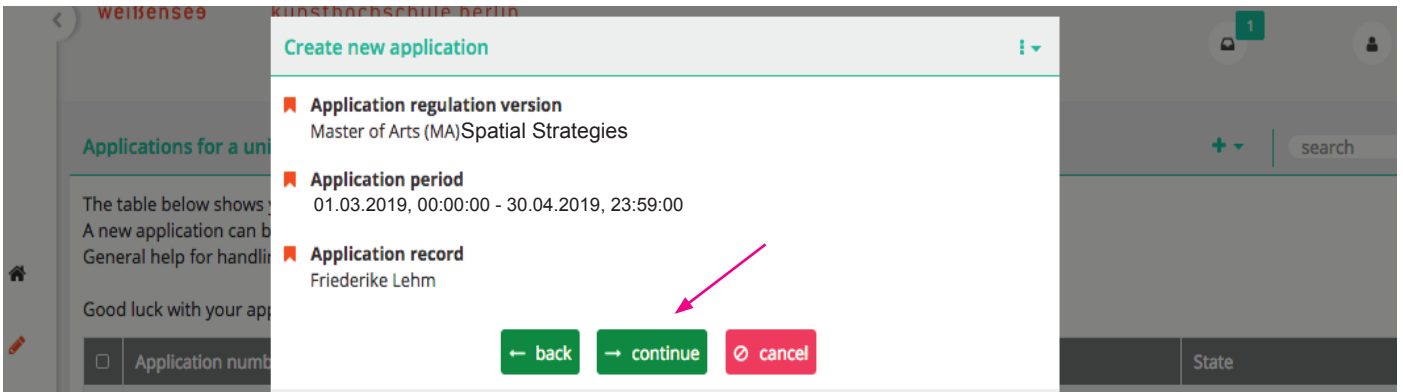 weißensee kunsthochschule berlin
1
Create new application
Application regulation version
Master of Arts (MA)Spatial Strategies
Applications for a uni
search
Application period
The table below shows
01.03.2019, 00:00:00 - 30.04.2019, 23:59:00
A new application can b
General help for handlin
Application record
Friederike Lehm
Good luck with your app
← back
→ continue
cancel
Application numb
State